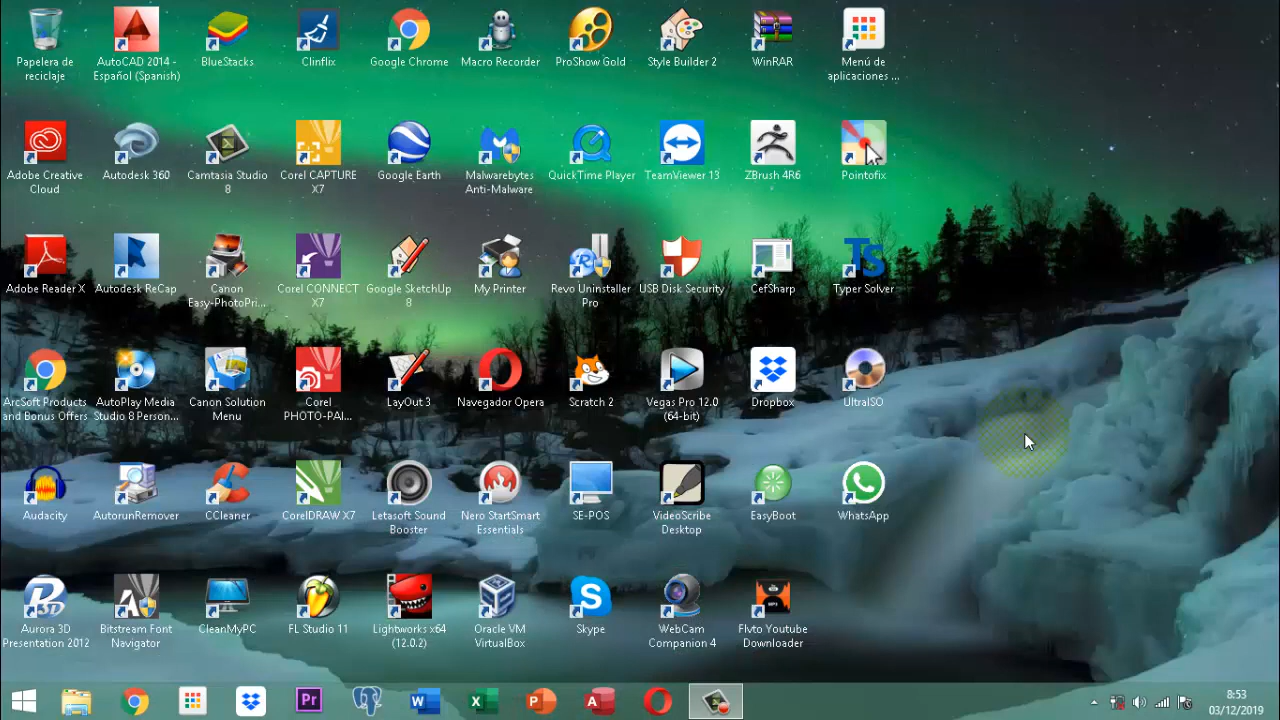 Papelera de
reciclaje
AutoCAD 2014 -
Español (Spanish)
BlueStacks
Clinflix
Google Chrome
Macro Recorder
ProShow Gold
Style Builder 2
WinRAR
Menú de
aplicaciones ...
Adobe Creative
Cloud
Autodesk 360
Camtasia Studio
8
Corel CAPTURE
X7
Google Earth
Malwarebytes
Anti-Malware
QuickTime Player
TeamViewer 13
ZBrush 4R6
Pointofix
Adobe Reader X
Autodesk ReCap
Canon
Easy-PhotoPri...
Corel CONNECT
X7
Google SketchUp
8
My Printer
Revo Uninstaller
Pro
USB Disk Security
CefSharp
Ts
Typer Solver
ArcSoft Products
and Bonus Offers
AutoPlay Media
Studio 8 Person...
Canon Solution
Menu
Corel
PHOTO-PAI...
LayOut 3
Navegador Opera
Scratch 2
Vegas Pro 12.0
(64-bit)
Dropbox
UltraISO
Audacity
AutorunRemover
CCleaner
CorelDRAW X7
Letasoft Sound
Booster
Nero StartSmart
Essentials
SE-POS
VideoScribe
Desktop
EasyBoot
WhatsApp
Aurora 3D
Presentation 2012
Bitstream Font
Navigator
CleanMyPC
FL Studio 11
Lightworks x64
(12.0.2)
Oracle VM
VirtualBox
Skype
WebCam
Companion 4
Flvto Youtube
Downloader
Pr
W
X
P
A
8:53
03/12/2019